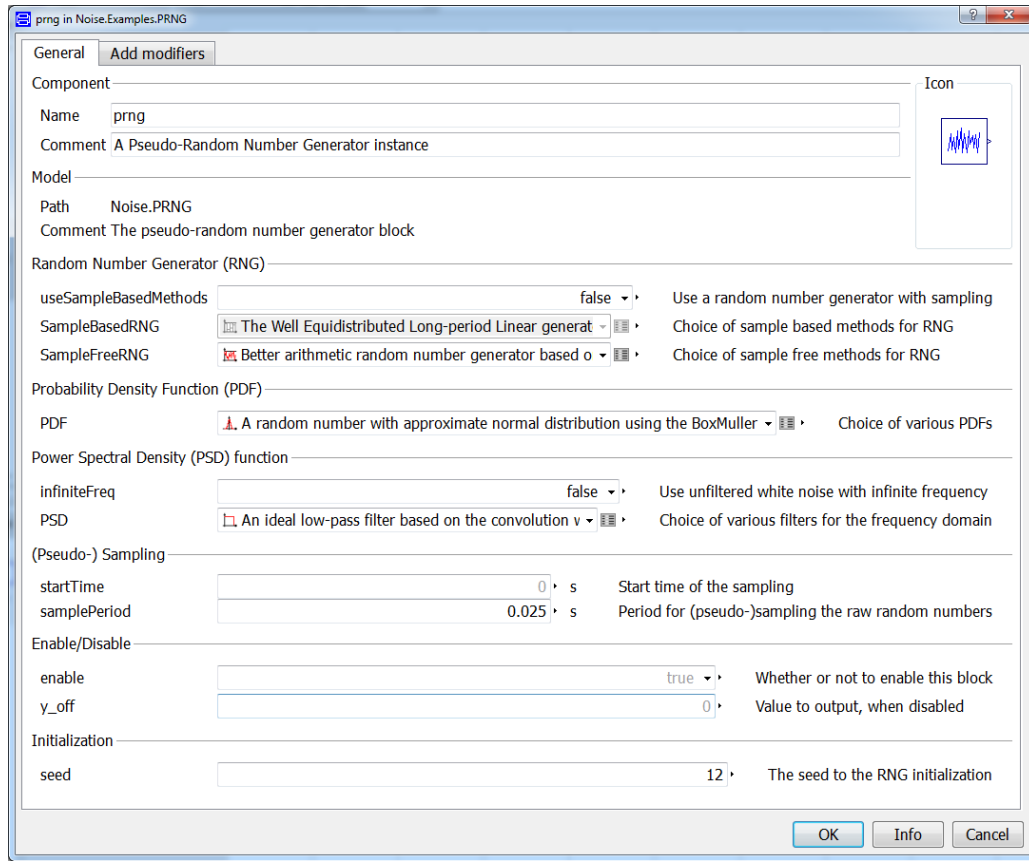 prng in Noise.Examples.PRNG
General Add modifiers
Component Icon
Name prng
Comment A Pseudo-Random Number Generator instance
Model
Path Noise.PRNG
Comment The pseudo-random number generator block
Random Number Generator (RNG)
useSampleBasedMethods false Use a random number generator with sampling
SampleBasedRNG The Well Equidistributed Long-period Linear generat Choice of sample based methods for RNG
SampleFreeRNG Better arithmetic random number generator based o Choice of sample free methods for RNG
Probability Density Function (PDF)
PDF A random number with approximate normal distribution using the BoxMuller Choice of various PDFs
Power Spectral Density (PSD) function
infiniteFreq false Use unfiltered white noise with infinite frequency
PSD An ideal low-pass filter based on the convolution v Choice of various filters for the frequency domain
(Pseudo-) Sampling
startTime 0 s Start time of the sampling
samplePeriod 0.025 s Period for (pseudo-)sampling the raw random numbers
Enable/Disable
enable true Whether or not to enable this block
y_off 0 Value to output, when disabled
Initialization
seed 12 The seed to the RNG initialization
OK Info Cancel